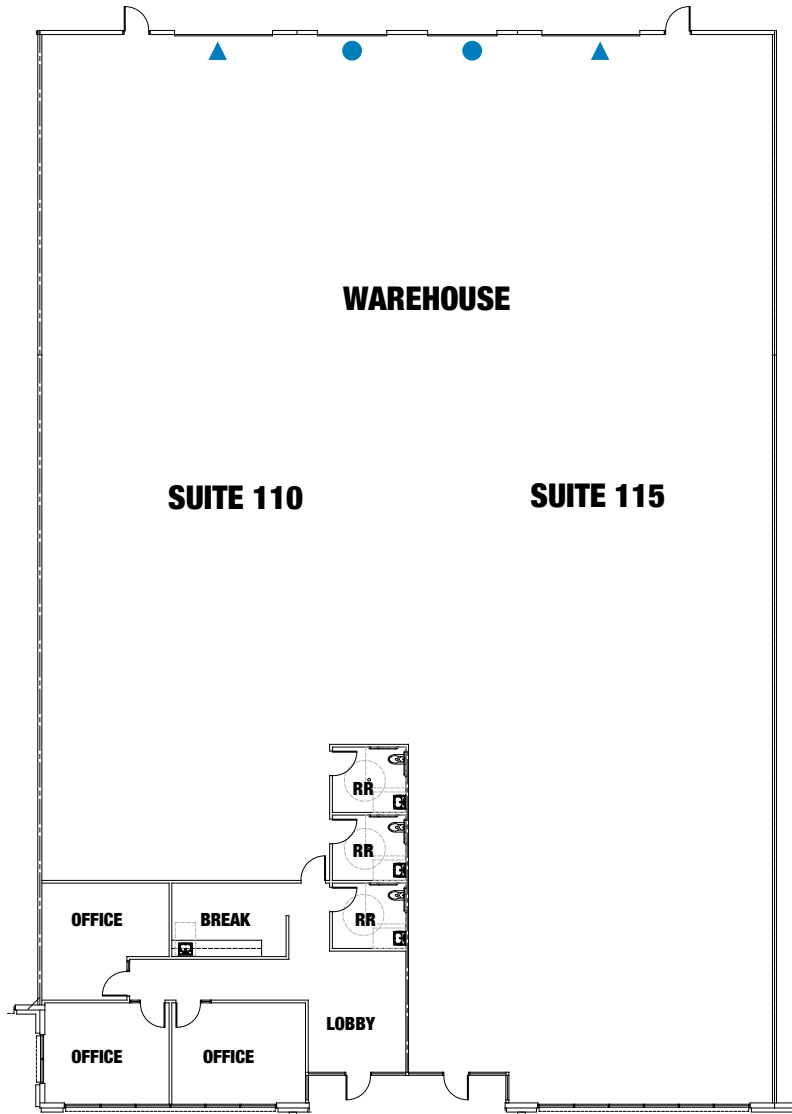 WAREHOUSE
SUITE 110
SUITE 115
RR
RR
OFFICE
BREAK
RR
LOBBY
OFFICE
OFFICE